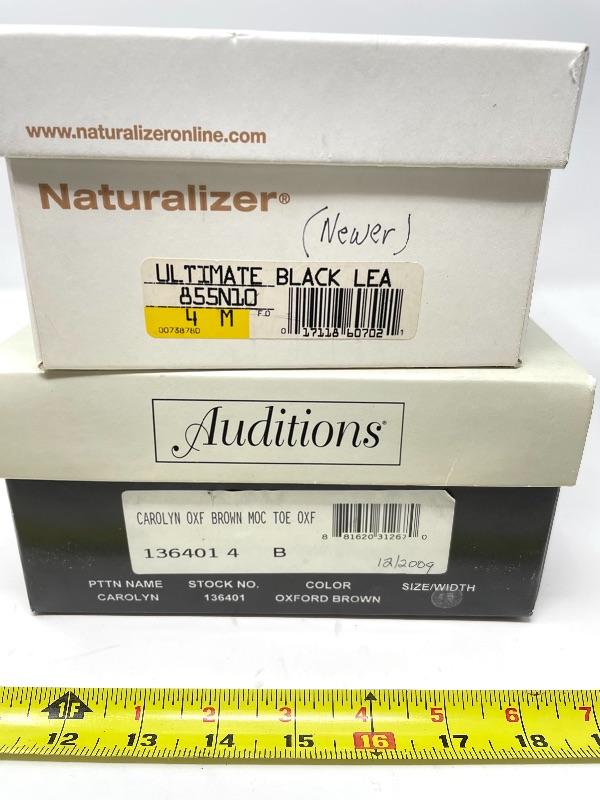 www.naturalizeronline.com
Naturalizer®
(Newer)
ULTIMATE BLACK LEA
855N10
4 M F.O
00738780
0 17118 60702 1
Auditions®
CAROLYN OXF BROWN MOC TOE OXF
8 81620 31267 0
136401 4 B
12/2009
PTTN NAME STOCK NO. COLOR SIZE/WIDTH
CAROLYN 136401 OXFORD BROWN
1F 1 2 3 4 5 6 7
12 13 14 15 16 17 18